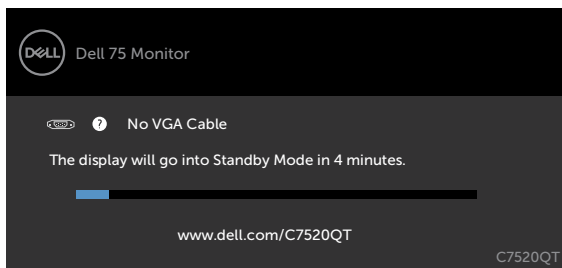 DELL
Dell 75 Monitor
? No VGA Cable
The display will go into Standby Mode in 4 minutes.
www.dell.com/C7520QT
C7520QT